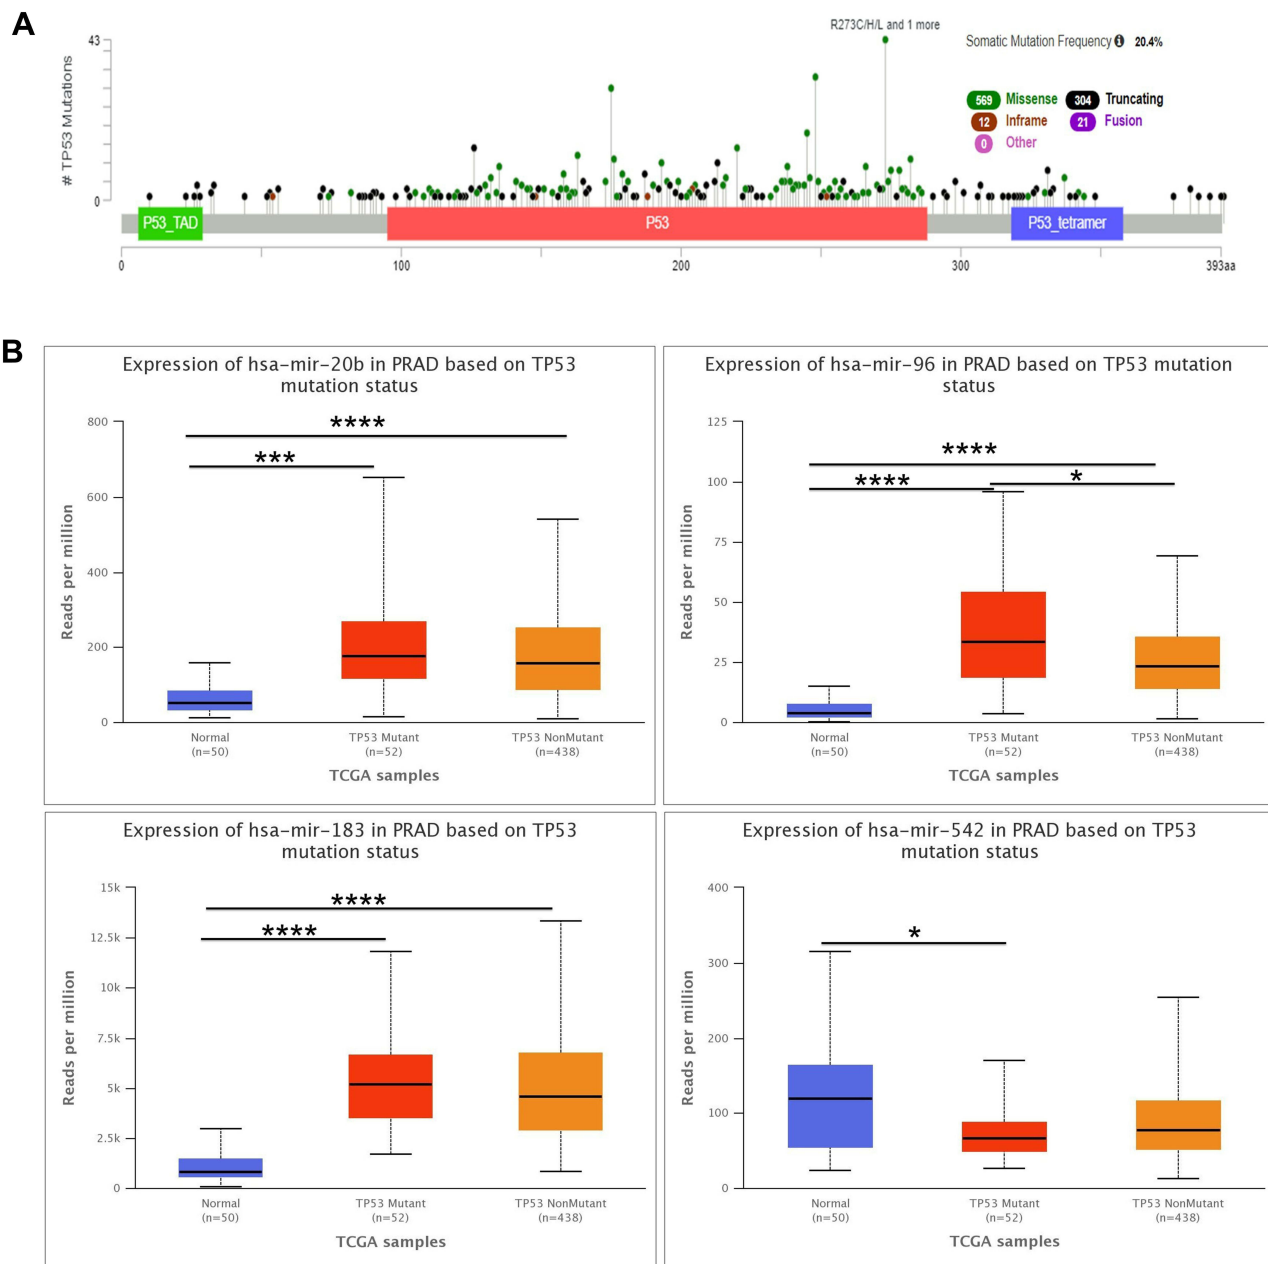 A
R273C/H/L and 1 more
Somatic Mutation Frequency 20.4%
43
# TP53 Mutations
0
569 Missense 304 Truncating
12 Inframe 21 Fusion
0 Other
P53_TAD P53 P53_tetramer
0 100 200 300 393aa
B
Expression of hsa-mir-20b in PRAD based on TP53
mutation status
800
600
400
200
0
Reads per million
****
***
Normal
(n=50)
TP53 Mutant
(n=52)
TP53 NonMutant
(n=438)
TCGA samples
Expression of hsa-mir-96 in PRAD based on TP53 mutation
status
125
100
75
50
25
0
Reads per million
****
****
*
Normal
(n=50)
TP53 Mutant
(n=52)
TP53 NonMutant
(n=438)
TCGA samples
Expression of hsa-mir-183 in PRAD based on TP53
mutation status
15k
12.5k
10k
7.5k
5k
2.5k
0
Reads per million
****
****
Normal
(n=50)
TP53 Mutant
(n=52)
TP53 NonMutant
(n=438)
TCGA samples
Expression of hsa-mir-542 in PRAD based on TP53
mutation status
400
300
200
100
0
Reads per million
*
Normal
(n=50)
TP53 Mutant
(n=52)
TP53 NonMutant
(n=438)
TCGA samples